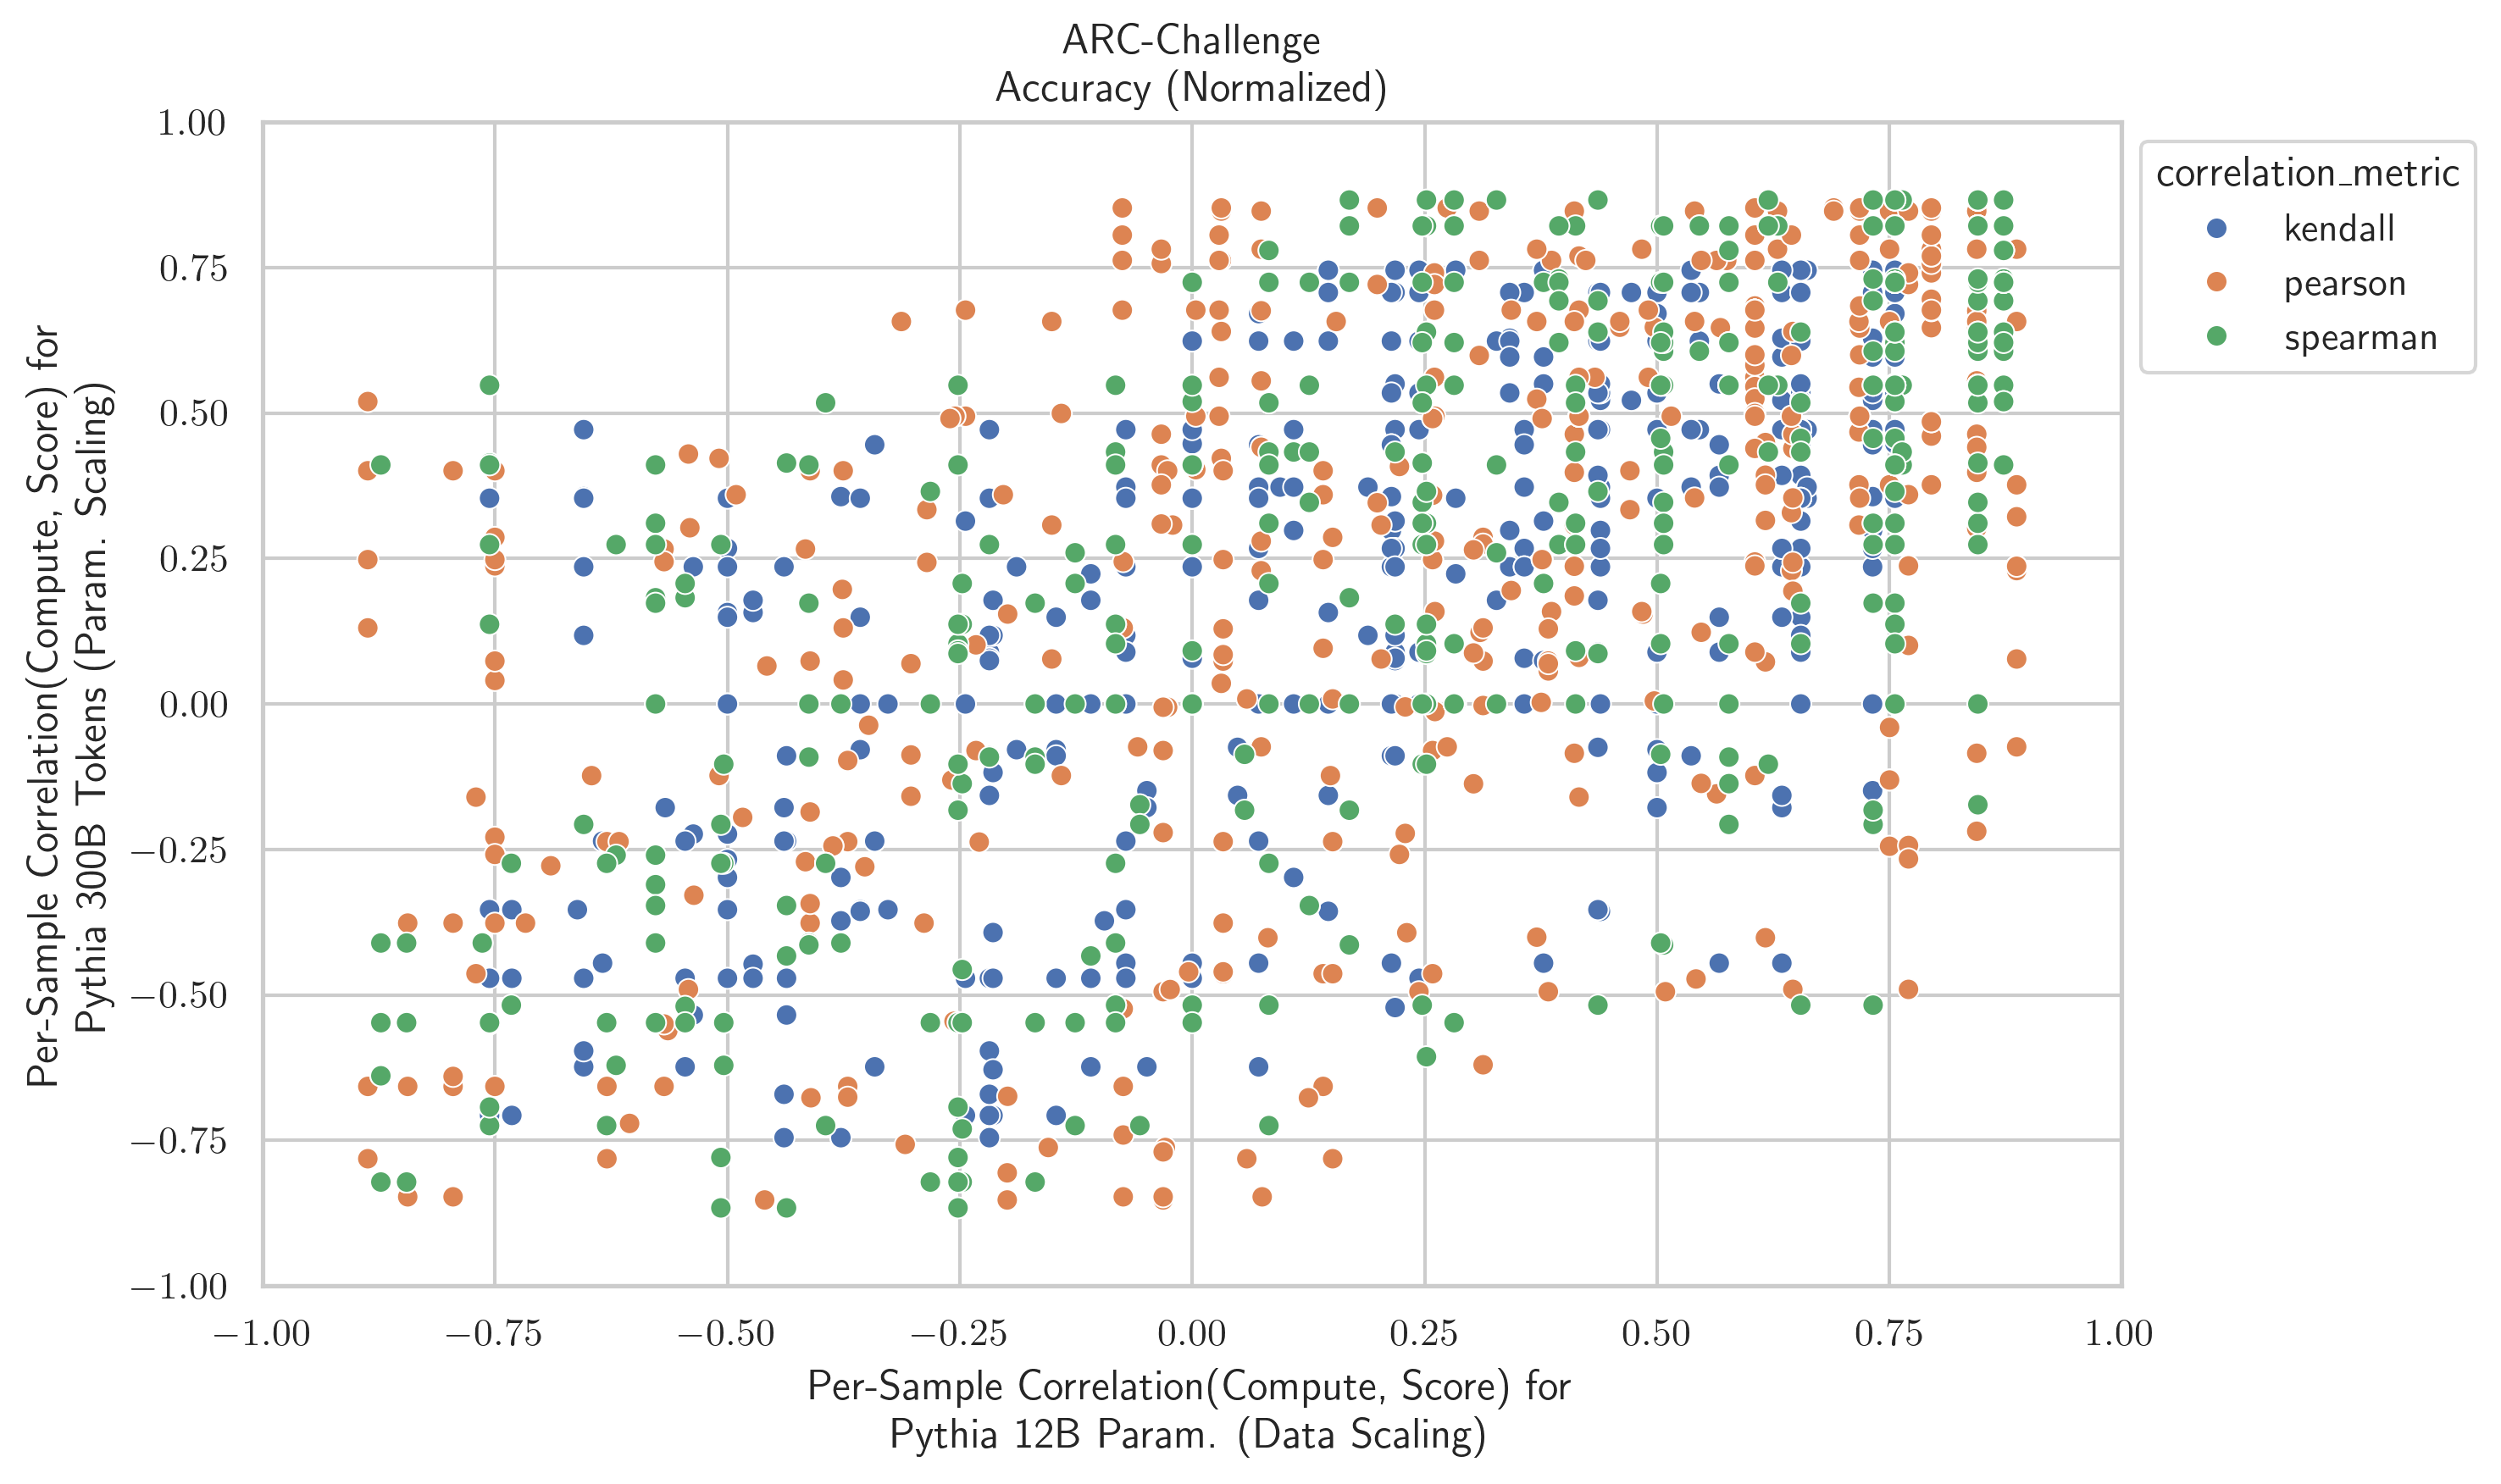 ARC-Challenge
Accuracy (Normalized)
Per-Sample Correlation(Compute, Score) for
Pythia 300B Tokens (Param. Scaling)
1.00
0.75
0.50
0.25
0.00
−0.25
−0.50
−0.75
−1.00
−1.00
−0.75
−0.50
−0.25
0.00
0.25
0.50
0.75
1.00
Per-Sample Correlation(Compute, Score) for
Pythia 12B Param. (Data Scaling)
correlation_metric
kendall
pearson
spearman